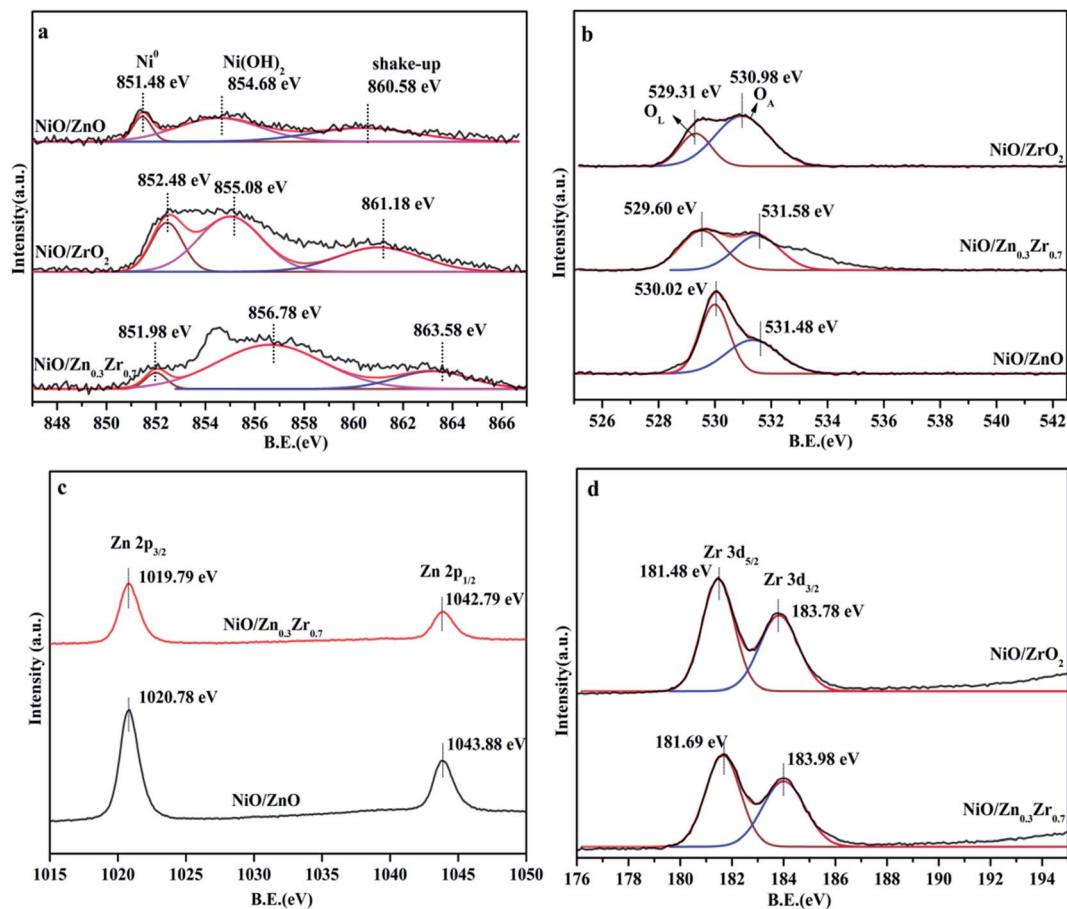 a
Ni⁰
851.48 eV
Ni(OH)₂
854.68 eV
shake-up
860.58 eV
NiO/ZnO
852.48 eV
855.08 eV
861.18 eV
NiO/ZrO₂
851.98 eV
856.78 eV
863.58 eV
NiO/Zn₀.₃Zr₀.₇
Intensity(a.u.)
848 850 852 854 856 858 860 862 864 866
B.E.(eV)
b
529.31 eV
530.98 eV
O_L
O_A
NiO/ZrO₂
529.60 eV
531.58 eV
NiO/Zn₀.₃Zr₀.₇
530.02 eV
531.48 eV
NiO/ZnO
Intensity(a.u.)
526 528 530 532 534 536 538 540 542
B.E.(eV)
c
Zn 2p₃/₂
1019.79 eV
Zn 2p₁/₂
1042.79 eV
NiO/Zn₀.₃Zr₀.₇
1020.78 eV
1043.88 eV
NiO/ZnO
Intensity (a.u.)
1015 1020 1025 1030 1035 1040 1045 1050
B.E.(eV)
d
Zr 3d₅/₂
181.48 eV
Zr 3d₃/₂
183.78 eV
NiO/ZrO₂
181.69 eV
183.98 eV
NiO/Zn₀.₃Zr₀.₇
Intensity(a.u.)
176 178 180 182 184 186 188 190 192 194
B.E.(eV)